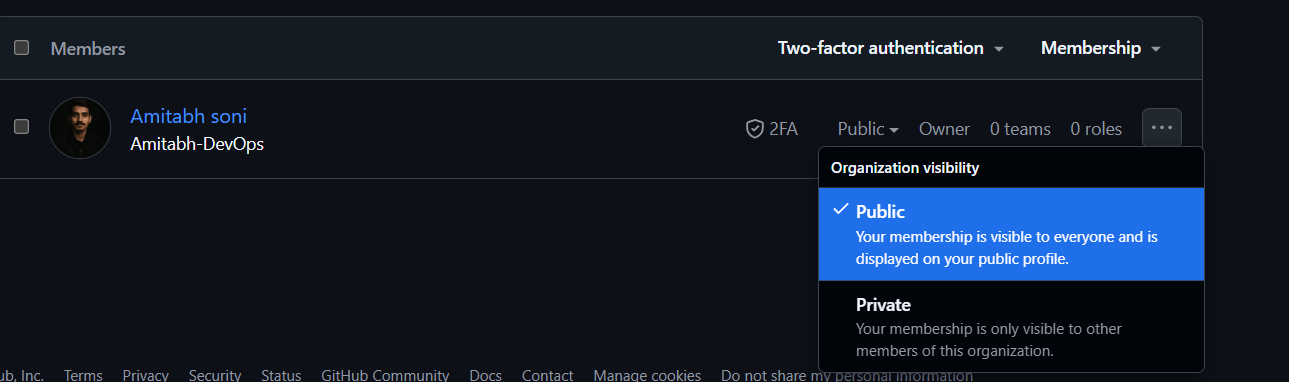 Members Two-factor authentication Membership
Amitabh soni
Amitabh-DevOps
2FA Public Owner 0 teams 0 roles
Organization visibility
Public
Your membership is visible to everyone and is
displayed on your public profile.
Private
Your membership is only visible to other
members of this organization.
ub, Inc. Terms Privacy Security Status GitHub Community Docs Contact Manage cookies Do not share my personal information